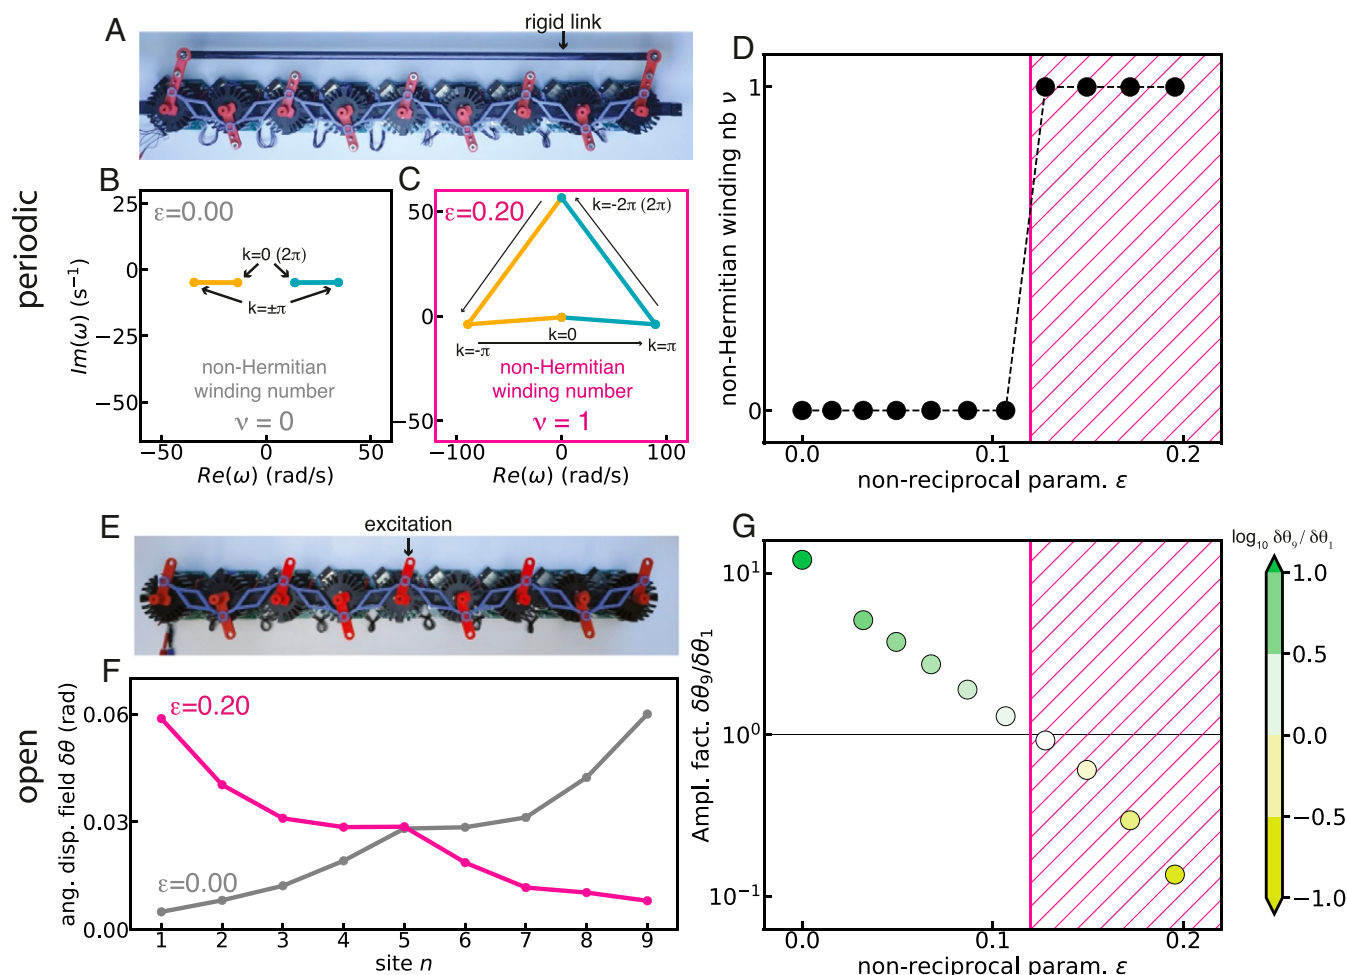 A
rigid link
periodic
B
ε=0.00
k=0 (2π)
k=±π
non-Hermitian
winding number
ν = 0
25
0
−25
−50
Im(ω) (s⁻¹)
−50
0
50
Re(ω) (rad/s)
C
ε=0.20
k=-2π (2π)
k=0
k=-π
k=π
non-Hermitian
winding number
ν = 1
50
0
−50
−100
0
100
Re(ω) (rad/s)
D
non-Hermitian winding nb ν
1
0
0.0
0.1
0.2
non-reciprocal param. ε
open
E
excitation
F
ε=0.20
ε=0.00
ang. disp. field δθ (rad)
0.06
0.03
0.00
1 2 3 4 5 6 7 8 9
site n
G
Ampl. fact. δθ₉/δθ₁
10¹
10⁰
10⁻¹
0.0
0.1
0.2
non-reciprocal param. ε
log₁₀ δθ₉ / δθ₁
1.0
0.5
0.0
−0.5
−1.0